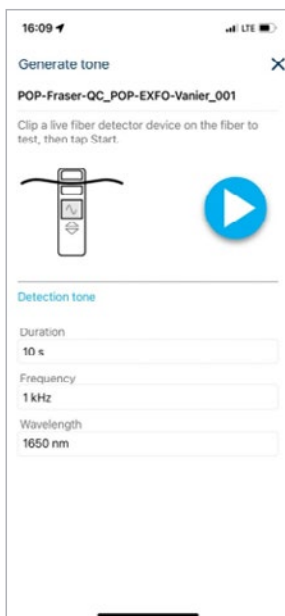 16:09
LTE
Generate tone
POP-Fraser-QC_POP-EXFO-Vanier_001
Clip a live fiber detector device on the fiber to
test, then tap Start.
Detection tone
Duration
10 s
Frequency
1 kHz
Wavelength
1650 nm